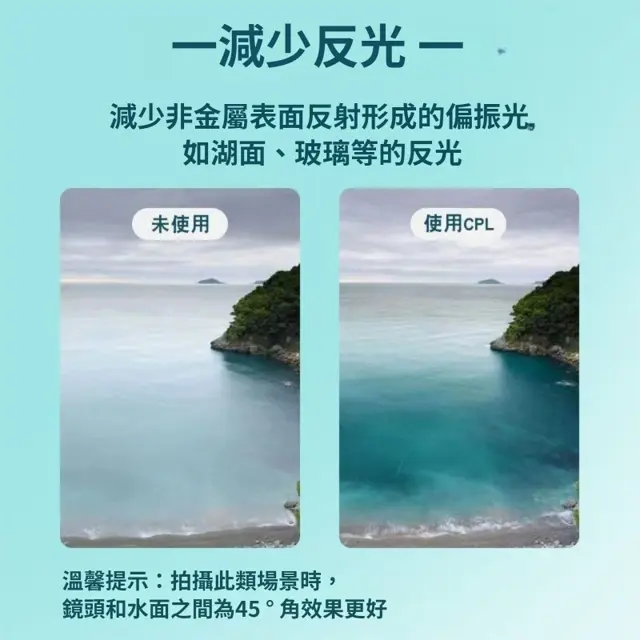 一減少反光 一
減少非金屬表面反射形成的偏振光。
如湖面、玻璃等的反光
未使用
使用CPL
溫馨提示：拍攝此類場景時，
鏡頭和水面之間為45°角效果更好